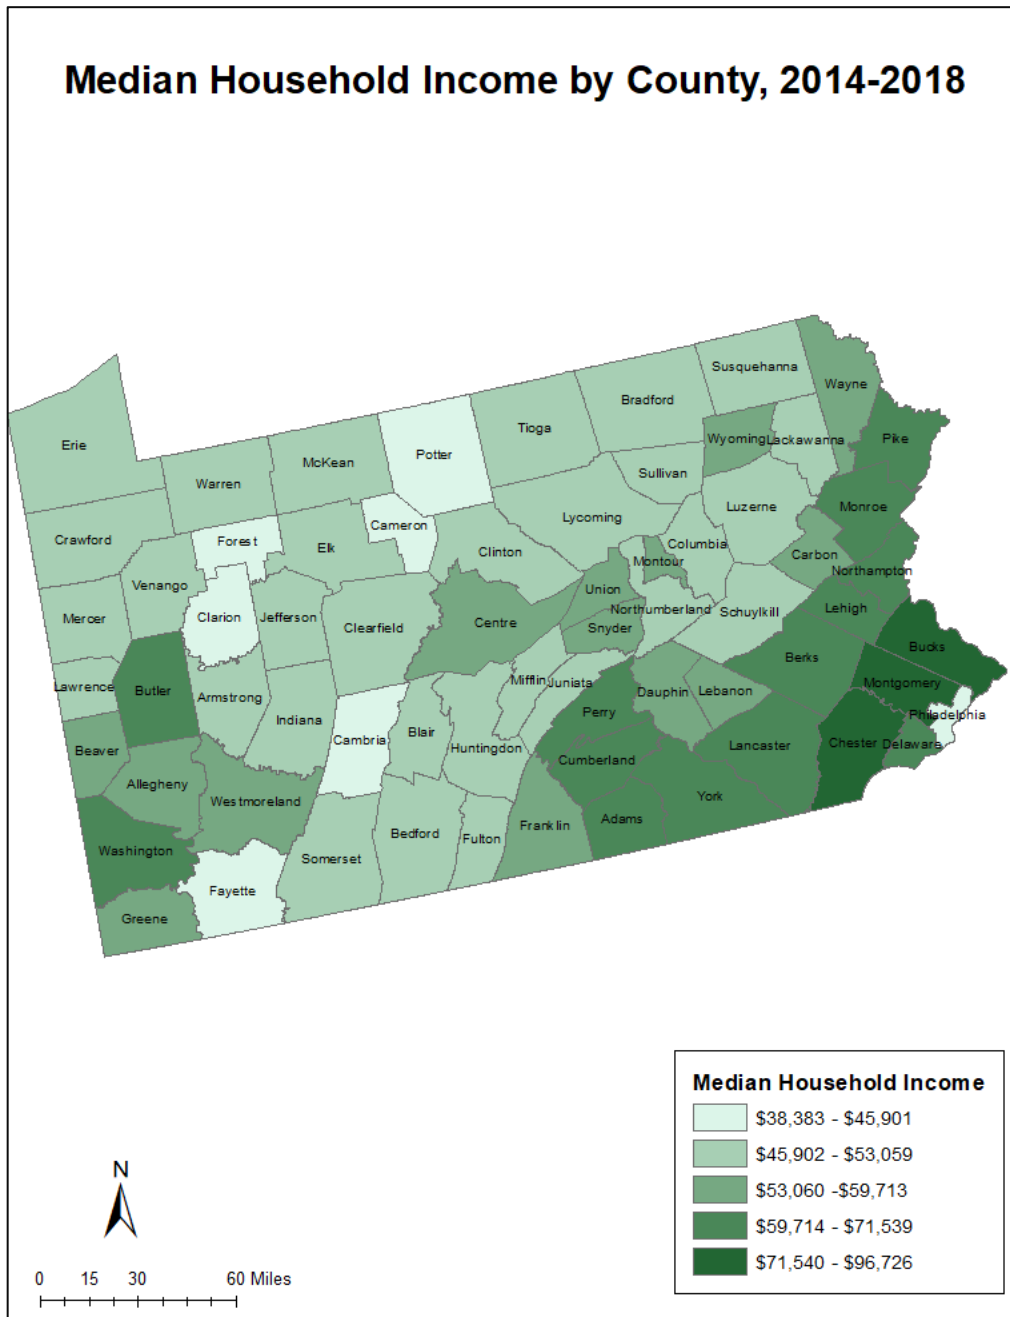 Median Household Income by County, 2014-2018
Susquehanna
Wayne
Bradford
Tioga
Erie
Wyoming
Lackawanna
Pike
Potter
McKean
Sullivan
Warren
Luzerne
Monroe
Lycoming
Cameron
Crawford
Forest
Elk
Clinton
Columbia
Carbon
Montour
Northampton
Venango
Union
Mercer
Clarion
Jefferson
Clearfield
Centre
Snyder
Northumberland
Schuylkill
Lehigh
Bucks
Berks
Lawrence
Butler
Armstrong
Mifflin
Juniata
Montgomery
Dauphin
Lebanon
Indiana
Perry
Philadelphia
Blair
Cambria
Huntingdon
Beaver
Chester
Delaware
Lancaster
Cumberland
Allegheny
York
Westmoreland
Adams
Franklin
Bedford
Fulton
Washington
Somerset
Fayette
Greene
Median Household Income
$38,383 - $45,901
$45,902 - $53,059
$53,060 -$59,713
$59,714 - $71,539
$71,540 - $96,726
N
0 15 30 60 Miles